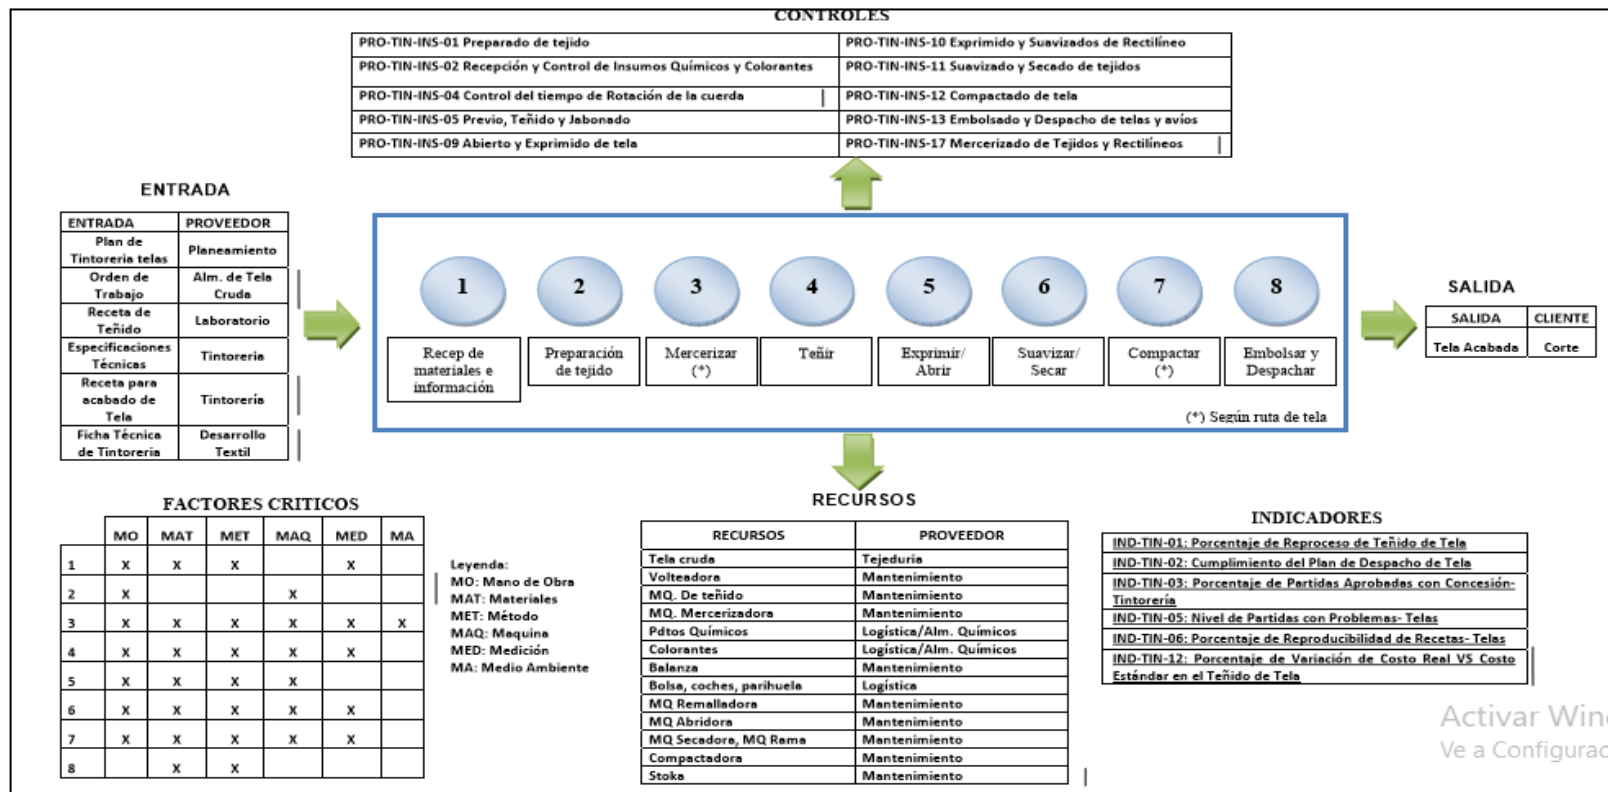 CONTROLES
PRO-TIN-INS-01 Preparado de tejido
PRO-TIN-INS-10 Exprimido y Suavizados de Rectilíneo
PRO-TIN-INS-02 Recepción y Control de Insumos Químicos y Colorantes
PRO-TIN-INS-11 Suavizado y Secado de tejidos
PRO-TIN-INS-04 Control del tiempo de Rotación de la cuerda
PRO-TIN-INS-12 Compactado de tela
PRO-TIN-INS-05 Previo, Teñido y Jabonado
PRO-TIN-INS-13 Embolsado y Despacho de telas y avíos
PRO-TIN-INS-09 Abierto y Exprimido de tela
PRO-TIN-INS-17 Mercerizado de Tejidos y Rectilíneos
ENTRADA
ENTRADA PROVEEDOR
Plan de
Tintoreria telas
Planeamiento
Orden de
Trabajo
Alm. de Tela
Cruda
Receta de
Teñido
Laboratorio
Especificaciones
Técnicas
Tintoreria
Receta para
acabado de
Tela
Tintorería
Ficha Técnica
de Tintoreria
Desarrollo
Textil
1
2
3
4
5
6
7
8
Recep de
materiales e
información
Preparación
de tejido
Mercerizar
(*)
Teñir
Exprimir/
Abrir
Suavizar/
Secar
Compactar
(*)
Embolsar y
Despachar
(*) Según ruta de tela
SALIDA
SALIDA CLIENTE
Tela Acabada Corte
FACTORES CRITICOS
MO MAT MET MAQ MED MA
1 X X X X
2 X X
3 X X X X X X
4 X X X X X
5 X X X X
6 X X X X X
7 X X X X X
8 X X
Leyenda:
MO: Mano de Obra
MAT: Materiales
MET: Método
MAQ: Maquina
MED: Medición
MA: Medio Ambiente
RECURSOS
RECURSOS PROVEEDOR
Tela cruda Tejeduria
Volteadora Mantenimiento
MQ. De teñido Mantenimiento
MQ. Mercerizadora Mantenimiento
Pdtos Químicos Logística/Alm. Químicos
Colorantes Logística/Alm. Químicos
Balanza Mantenimiento
Bolsa, coches, parihuela Logística
MQ Remalladora Mantenimiento
MQ Abridora Mantenimiento
MQ Secadora, MQ Rama Mantenimiento
Compactadora Mantenimiento
Stoka Mantenimiento
INDICADORES
IND-TIN-01: Porcentaje de Reproceso de Teñido de Tela
IND-TIN-02: Cumplimiento del Plan de Despacho de Tela
IND-TIN-03: Porcentaje de Partidas Aprobadas con Concesión-
Tintorería
IND-TIN-05: Nivel de Partidas con Problemas- Telas
IND-TIN-06: Porcentaje de Reproducibilidad de Recetas- Telas
IND-TIN-12: Porcentaje de Variación de Costo Real VS Costo
Estándar en el Teñido de Tela
Activar Win
Ve a Configurac